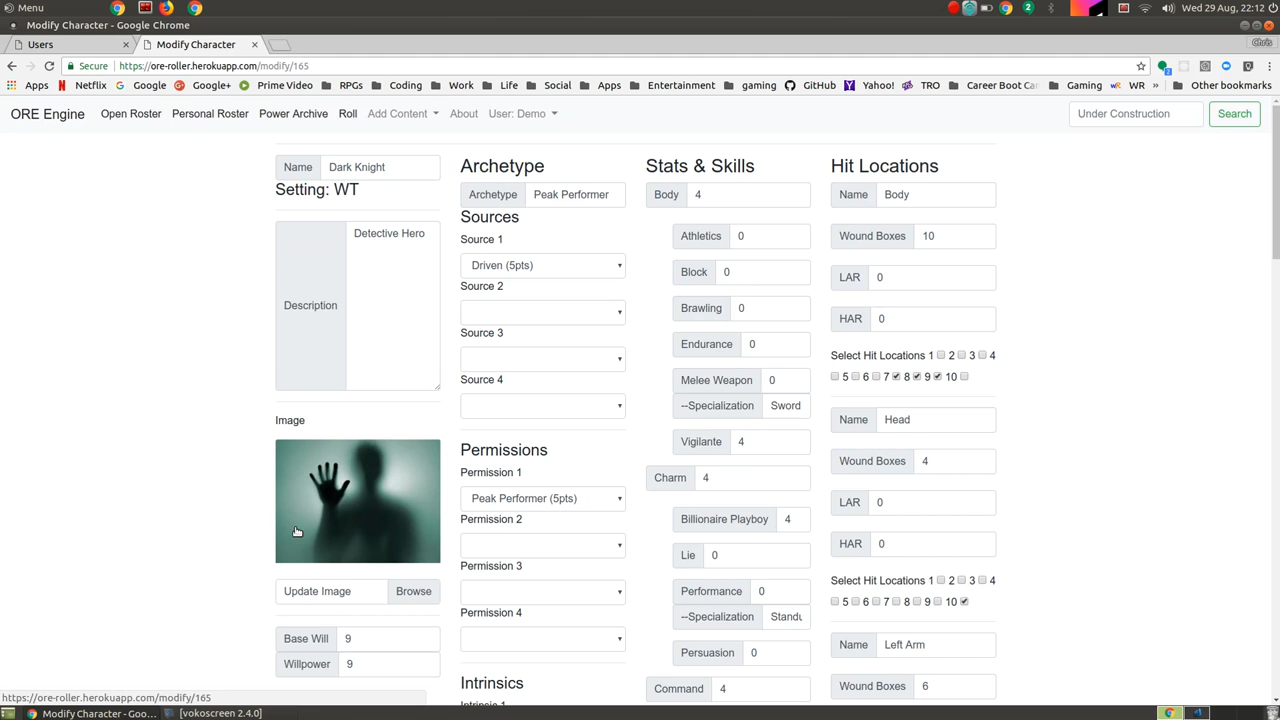 Menu
Wed 29 Aug, 22:12
Modify Character - Google Chrome
Users
Modify Character
Chris
Secure https://ore-roller.herokuapp.com/modify/165
Apps Netflix Google Google+ Prime Video RPGs Coding Work Life Social Apps Entertainment gaming GitHub Yahoo! TRO Career Boot Ca Gaming WR » Other bookmarks
ORE Engine Open Roster Personal Roster Power Archive Roll Add Content About User: Demo Under Construction Search
Name Dark Knight
Setting: WT
Description Detective Hero
Image
Update Image Browse
Base Will 9
Willpower 9
Archetype
Archetype Peak Performer
Sources
Source 1
Driven (5pts)
Source 2
Source 3
Source 4
Permissions
Permission 1
Peak Performer (5pts)
Permission 2
Permission 3
Permission 4
Intrinsics
Stats & Skills
Body 4
Athletics 0
Block 0
Brawling 0
Endurance 0
Melee Weapon 0
--Specialization Sword
Vigilante 4
Charm 4
Billionaire Playboy 4
Lie 0
Performance 0
--Specialization Standu
Persuasion 0
Command 4
Hit Locations
Name Body
Wound Boxes 10
LAR 0
HAR 0
Select Hit Locations 1 2 3 4
5 6 7 8 9 10
Name Head
Wound Boxes 4
LAR 0
HAR 0
Select Hit Locations 1 2 3 4
5 6 7 8 9 10
Name Left Arm
Wound Boxes 6
https://ore-roller.herokuapp.com/modify/165
Modify Character - Goo...
[vokoscreen 2.4.0]